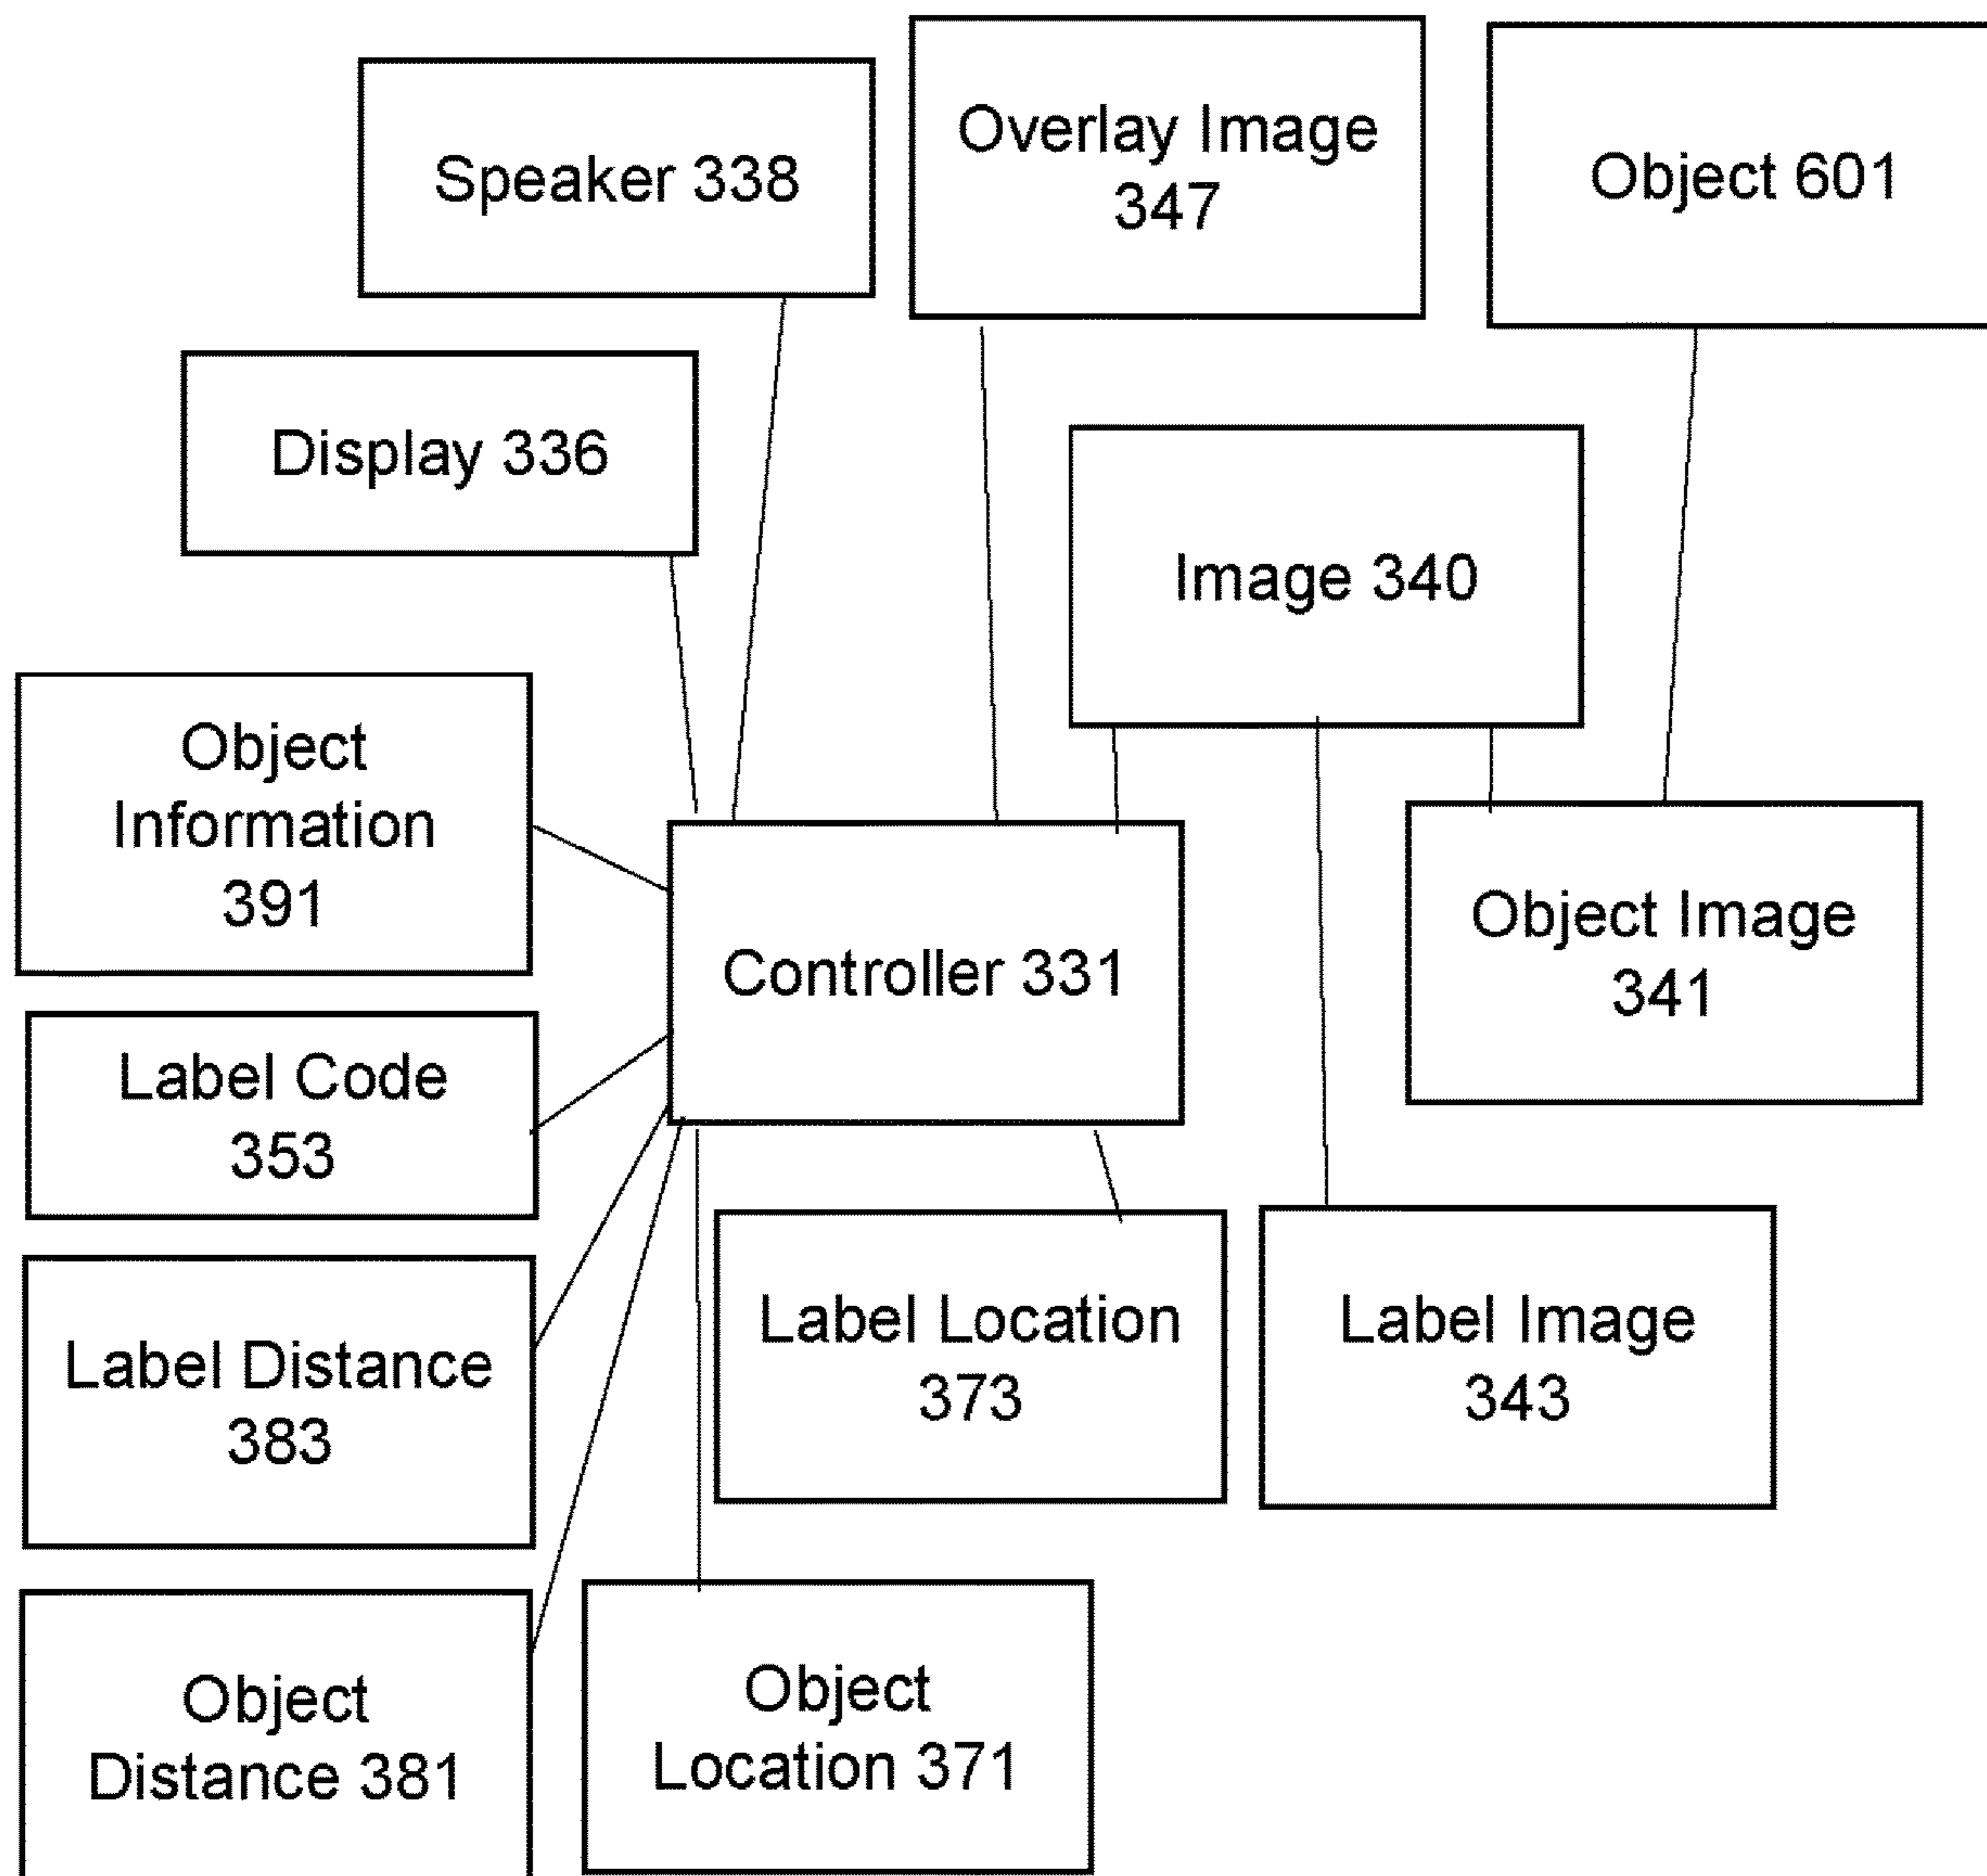 Speaker 338
Overlay Image
347
Object 601
Display 336
Image 340
Object
Information
391
Controller 331
Object Image
341
Label Code
353
Label Distance
383
Label Location
373
Label Image
343
Object
Distance 381
Object
Location 371